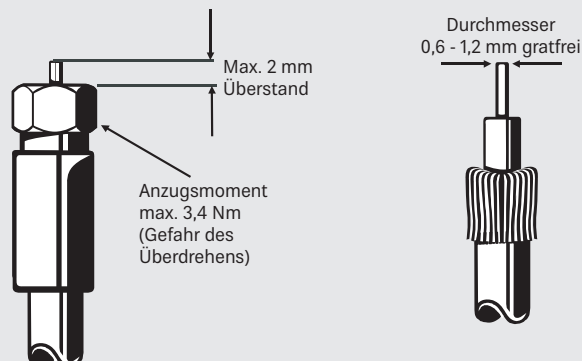 Max. 2 mm
Überstand
Anzugsmoment
max. 3,4 Nm
(Gefahr des
Überdrehens)
Durchmesser
0,6 - 1,2 mm gratfrei